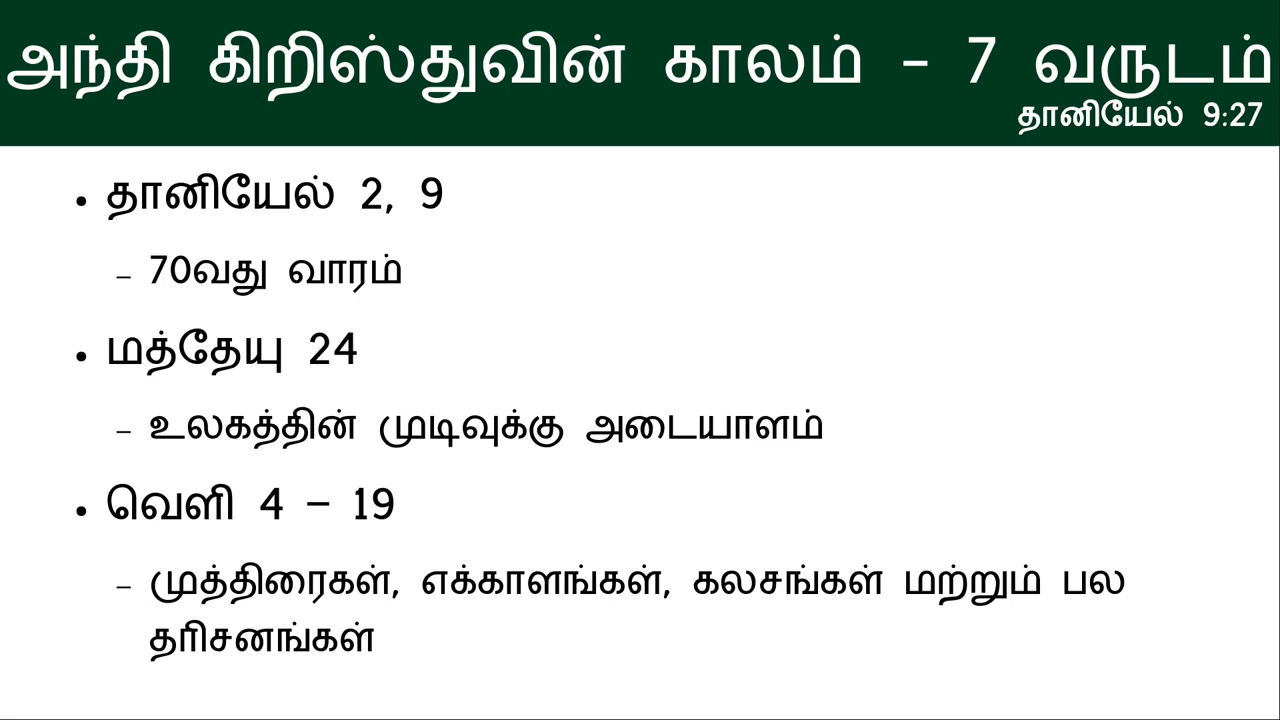 அந்தி கிறிஸ்துவின் காலம் - 7 வருடம்
தானியேல் 9:27
• தானியேல் 2, 9
– 70வது வாரம்
• மத்தேயு 24
– உலகத்தின் முடிவுக்கு அடையாளம்
• வெளி 4 – 19
– முத்திரைகள், எக்காளங்கள், கலசங்கள் மற்றும் பல
தரிசனங்கள்